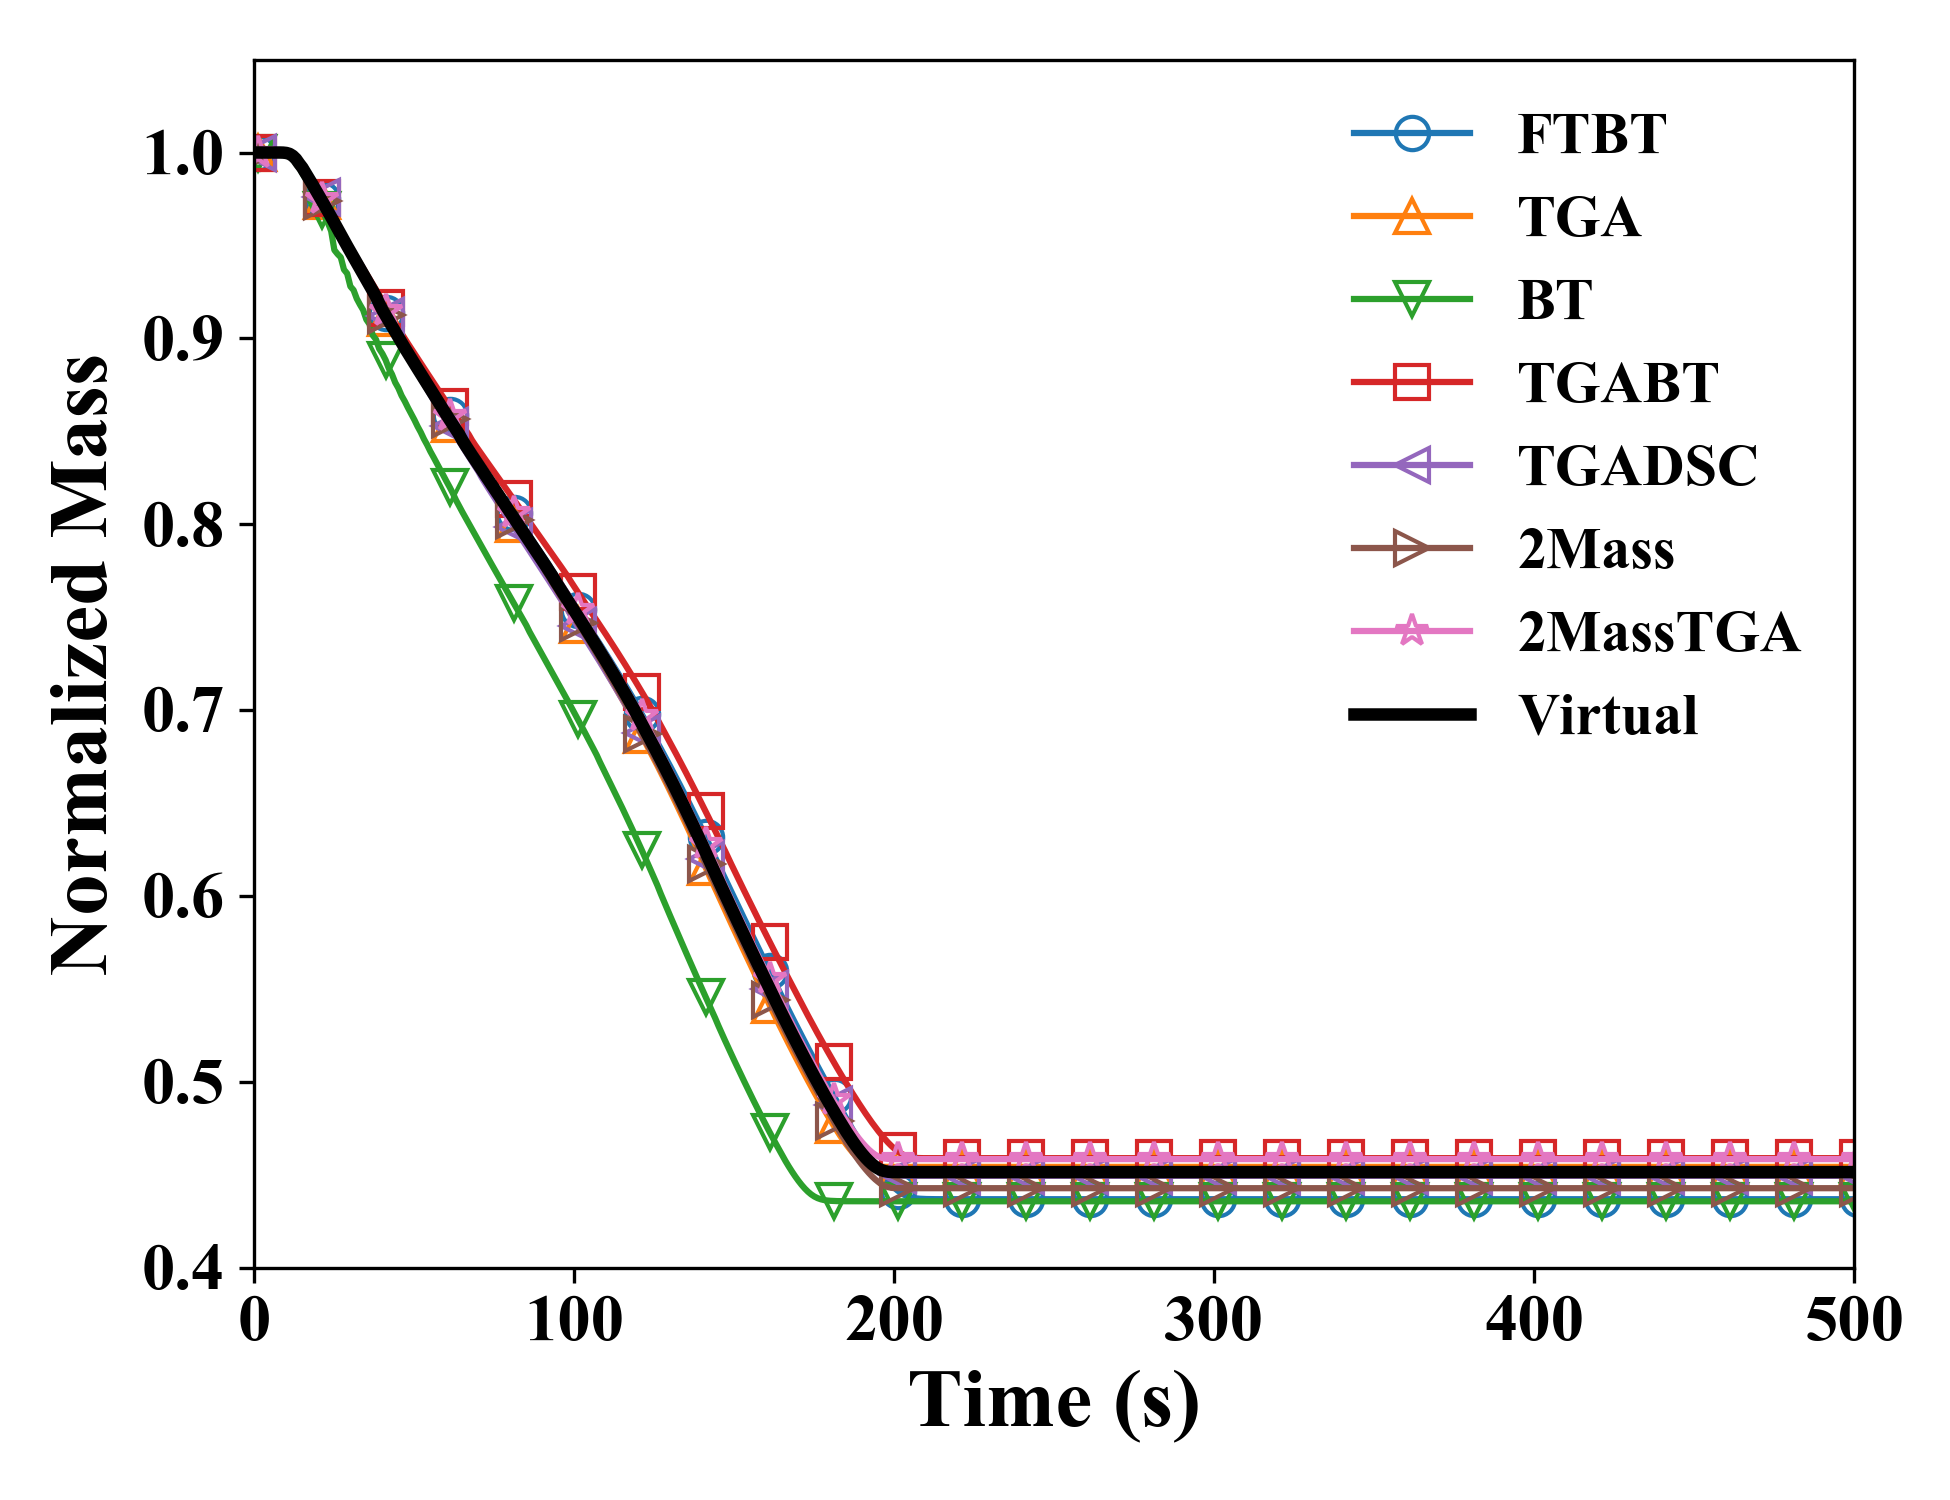 Normalized Mass
1.0
0.9
0.8
0.7
0.6
0.5
0.4
0
100
200
300
400
500
Time (s)
FTBT
TGA
BT
TGABT
TGADSC
2Mass
2MassTGA
Virtual